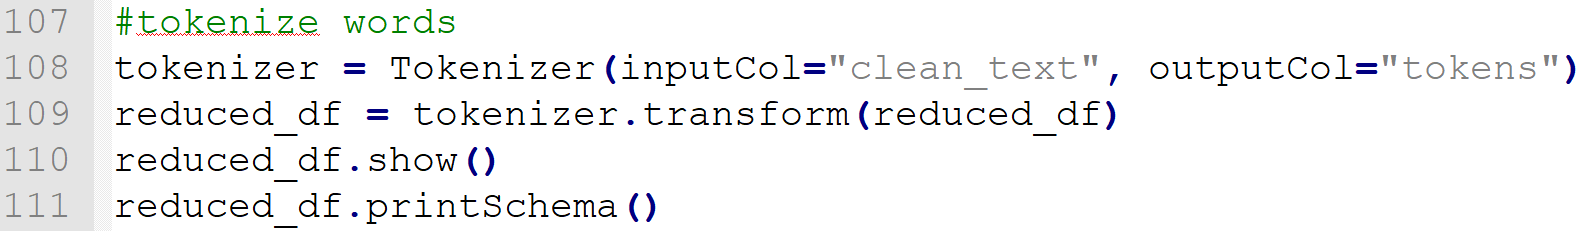 107 #tokenize words
108 tokenizer = Tokenizer(inputCol="clean_text", outputCol="tokens")
109 reduced_df = tokenizer.transform(reduced_df)
110 reduced_df.show()
111 reduced_df.printSchema()